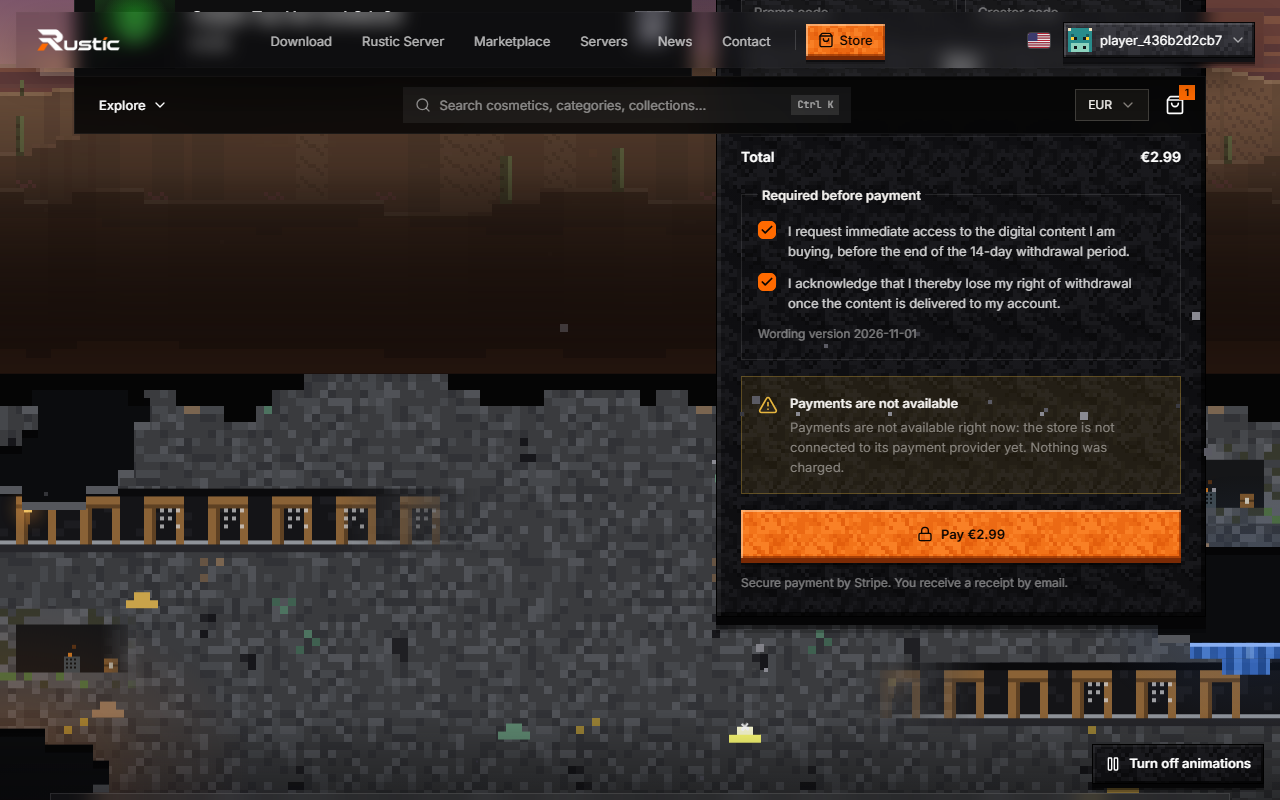 Promo code
Creator code
Rustic
Download
Rustic Server
Marketplace
Servers
News
Contact
Store
player_436b2d2cb7
Explore
Search cosmetics, categories, collections...
Ctrl K
EUR
1
Total
€2.99
Required before payment
I request immediate access to the digital content I am
buying, before the end of the 14-day withdrawal period.
I acknowledge that I thereby lose my right of withdrawal
once the content is delivered to my account.
Wording version 2026-11-01
Payments are not available
Payments are not available right now: the store is not
connected to its payment provider yet. Nothing was
charged.
Pay €2.99
Secure payment by Stripe. You receive a receipt by email.
Turn off animations